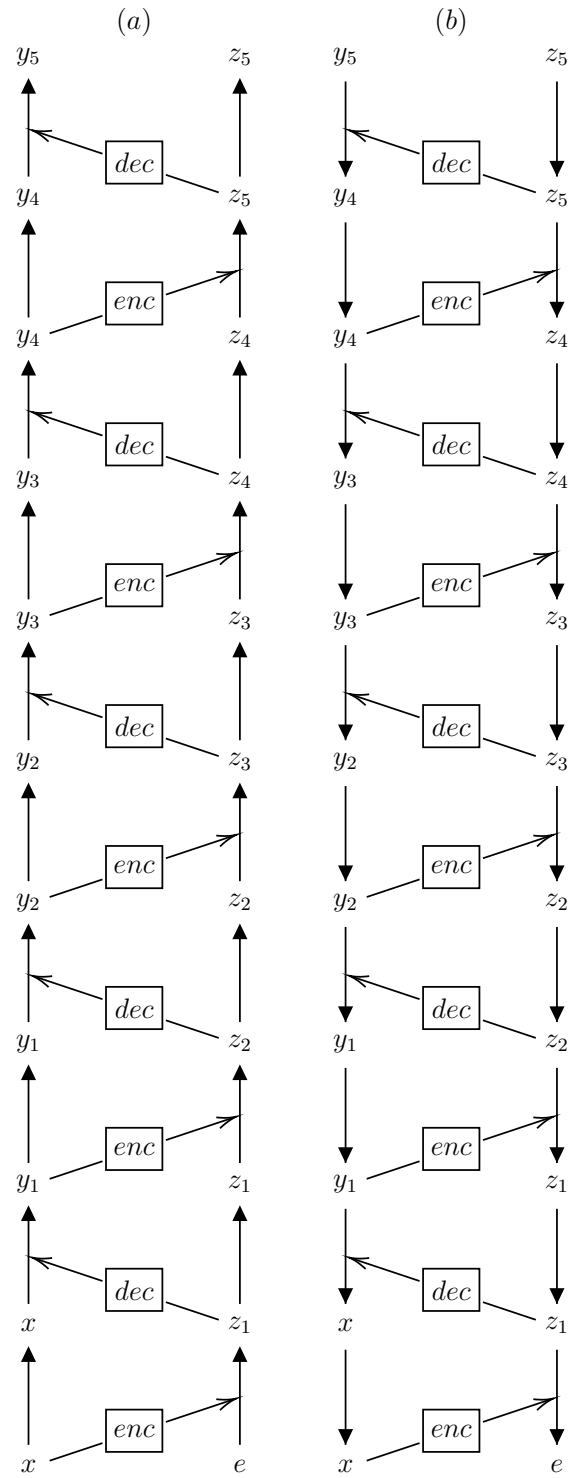 (a) (b)
y₅ z₅ y₅ z₅
dec dec
y₄ z₅ y₄ z₅
enc enc
y₄ z₄ y₄ z₄
dec dec
y₃ z₄ y₃ z₄
enc enc
y₃ z₃ y₃ z₃
dec dec
y₂ z₃ y₂ z₃
enc enc
y₂ z₂ y₂ z₂
dec dec
y₁ z₂ y₁ z₂
enc enc
y₁ z₁ y₁ z₁
dec dec
x z₁ x z₁
enc enc
x e x e